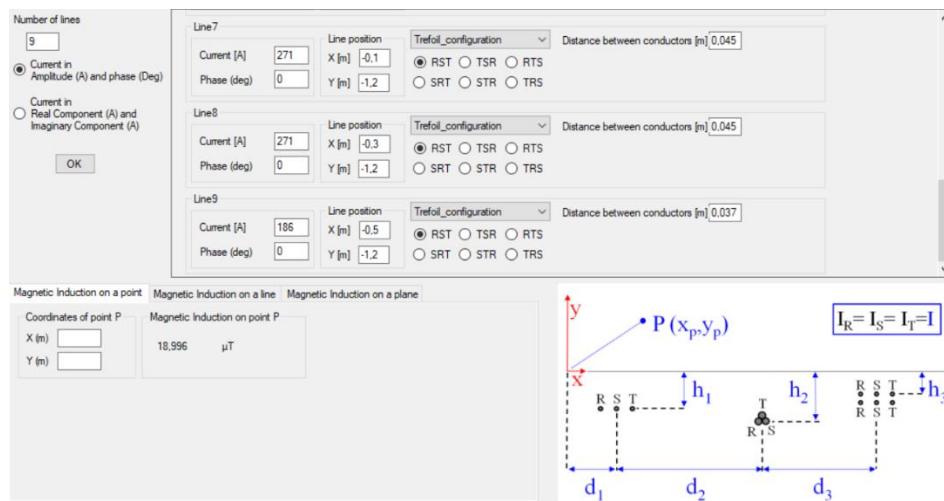 Number of lines
9
Current in
Amplitude (A) and phase (Deg)
Current in
Real Component (A) and
Imaginary Component (A)
OK
Line7
Current [A] 271
Phase (deg) 0
Line position
X [m] -0,1
Y [m] -1,2
Trefoil_configuration
RST TSR RTS
SRT STR TRS
Distance between conductors [m] 0,045
Line8
Current [A] 271
Phase (deg) 0
Line position
X [m] -0,3
Y [m] -1,2
Trefoil_configuration
RST TSR RTS
SRT STR TRS
Distance between conductors [m] 0,045
Line9
Current [A] 186
Phase (deg) 0
Line position
X [m] -0,5
Y [m] -1,2
Trefoil_configuration
RST TSR RTS
SRT STR TRS
Distance between conductors [m] 0,037
Magnetic Induction on a point Magnetic Induction on a line Magnetic Induction on a plane
Coordinates of point P
X (m)
Y (m)
Magnetic Induction on point P
18,996 µT
y
P (xp,yp)
IR= IS= IT=I
x
R S T
h1
T
R S
h2
R S T
R S T
h3
d1 d2 d3